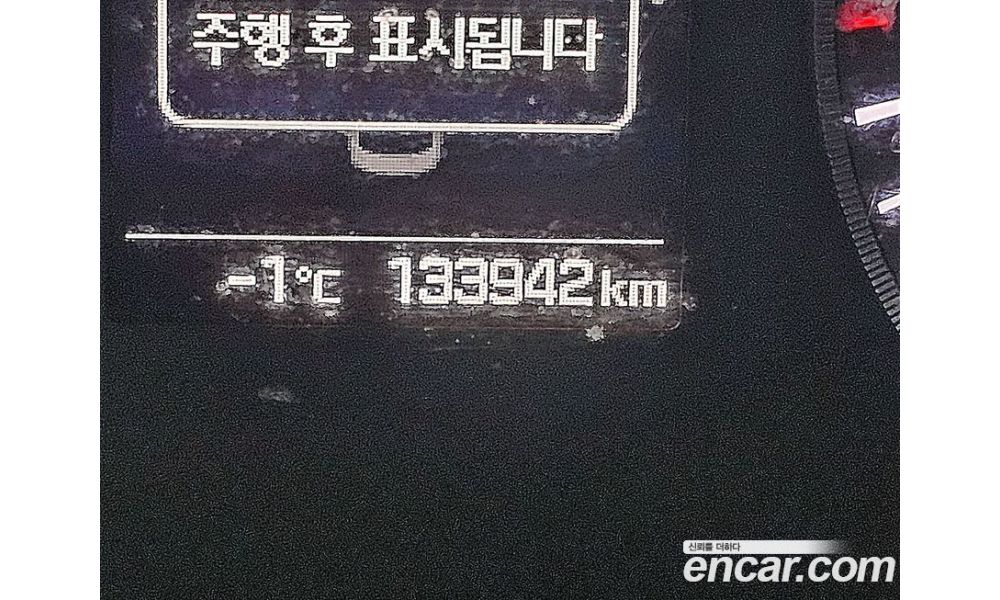 주행 후 표시됩니다
-1°C 133942 km
신뢰를 더하다
encar.com